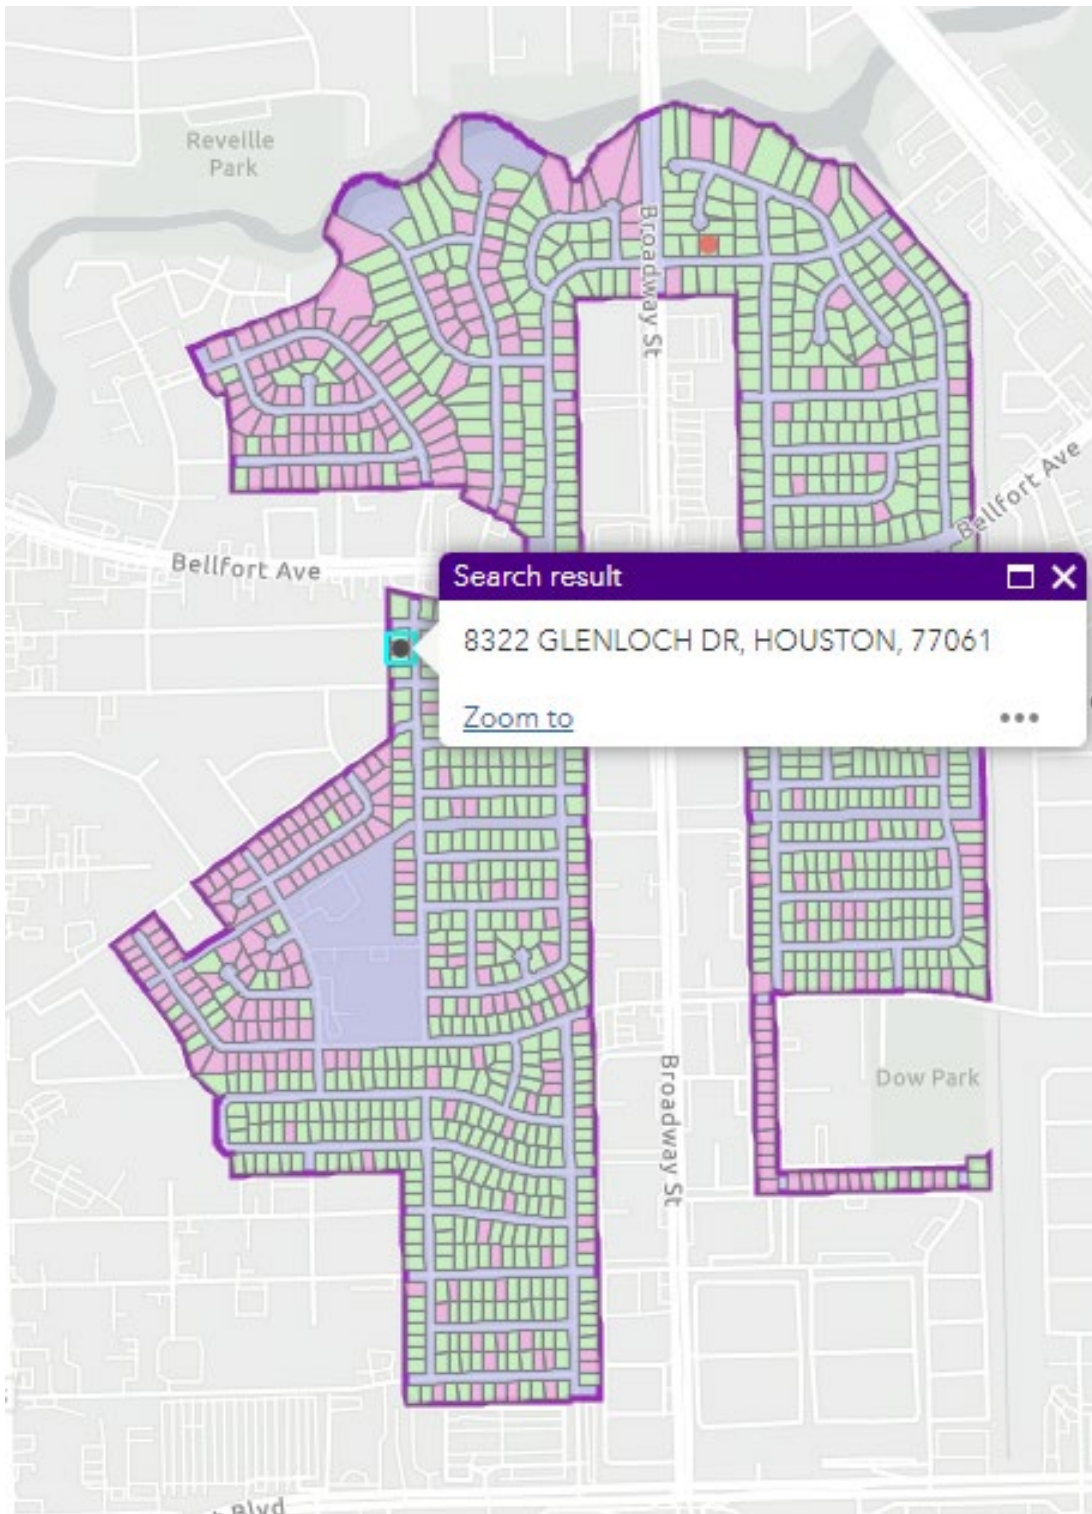 Reveille
Park
Broadway St
Bellfort Ave
Bellfort Ave
Search result
8322 GLENLOCH DR, HOUSTON, 77061
Zoom to
Broadway St
Dow Park
Blvd